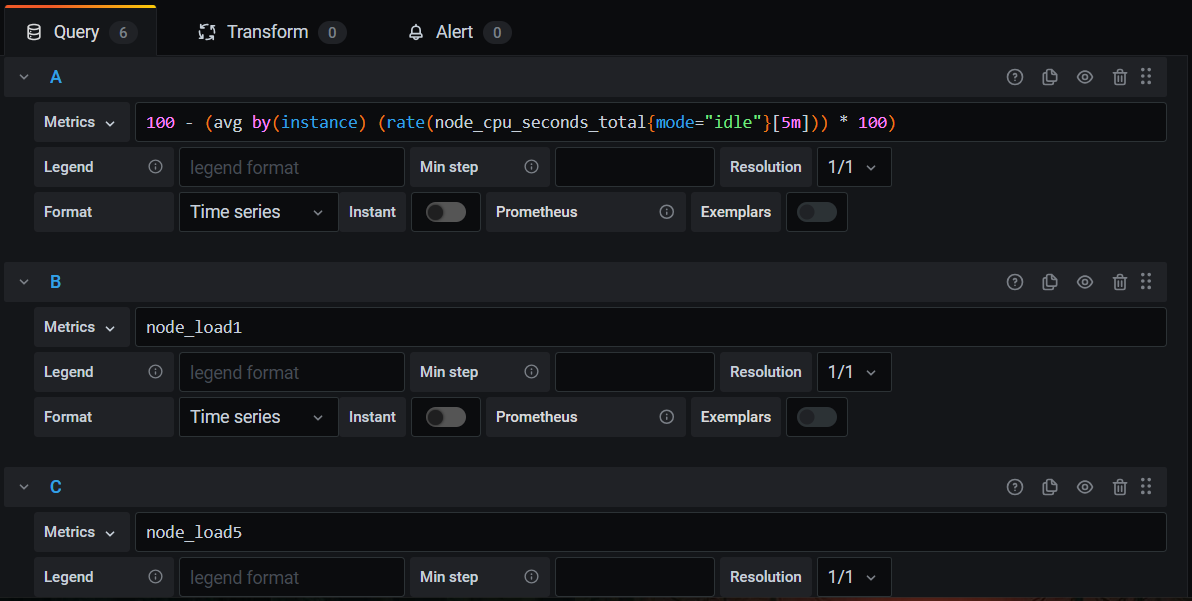 Query 6 Transform 0 Alert 0
A
Metrics 100 - (avg by(instance) (rate(node_cpu_seconds_total{mode="idle"}[5m])) * 100)
Legend legend format Min step Resolution 1/1
Format Time series Instant Prometheus Exemplars
B
Metrics node_load1
Legend legend format Min step Resolution 1/1
Format Time series Instant Prometheus Exemplars
C
Metrics node_load5
Legend legend format Min step Resolution 1/1